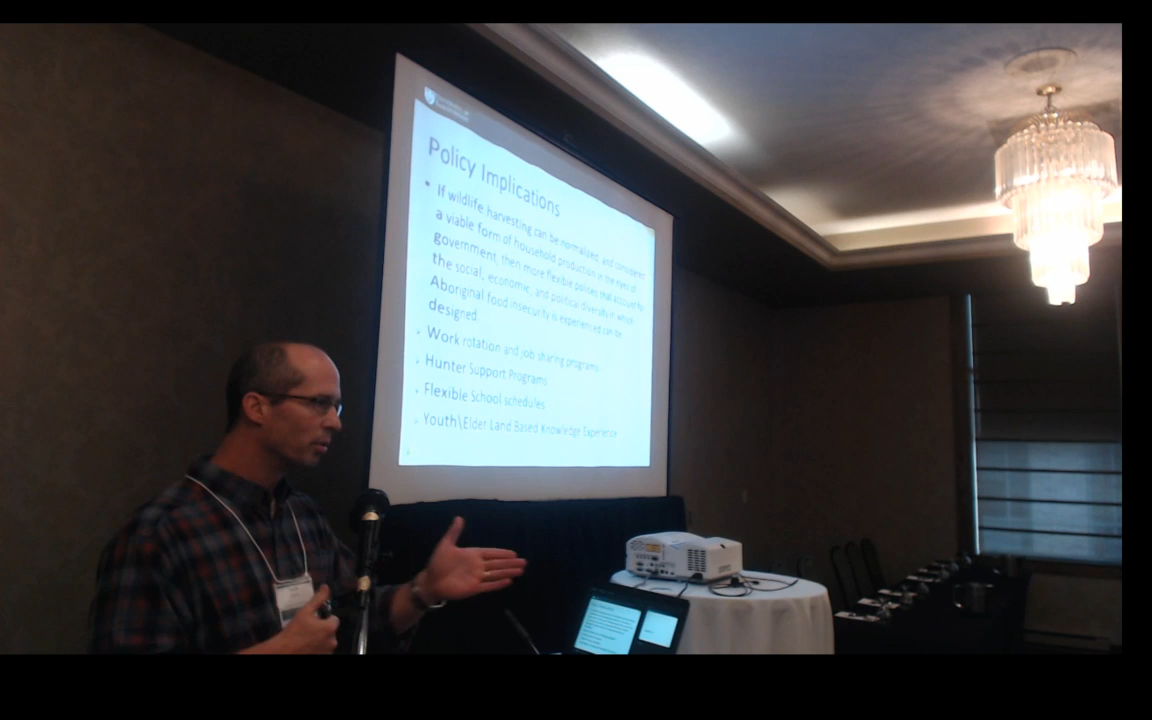 UNIVERSITY OF
Policy Implications
• If wildlife harvesting can be normalized, and considered
a viable form of household production in the eyes of
government, then more flexible policies that account for
the social, economic, and political diversity in which
Aboriginal food insecurity is experienced can be
designed.
Work rotation and job sharing programs
Hunter Support Programs
Flexible School schedules
Youth\Elder Land Based Knowledge Experience